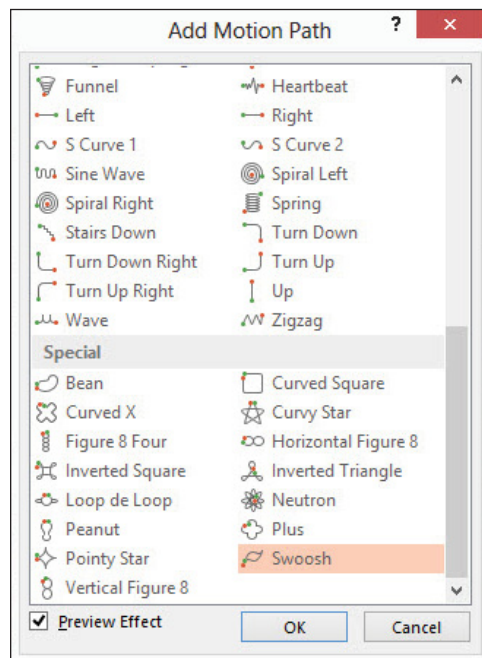 Add Motion Path ? ×
Funnel Heartbeat
Left Right
S Curve 1 S Curve 2
Sine Wave Spiral Left
Spiral Right Spring
Stairs Down Turn Down
Turn Down Right Turn Up
Turn Up Right Up
Wave Zigzag
Special
Bean Curved Square
Curved X Curvy Star
Figure 8 Four Horizontal Figure 8
Inverted Square Inverted Triangle
Loop de Loop Neutron
Peanut Plus
Pointy Star Swoosh
Vertical Figure 8
Preview Effect OK Cancel